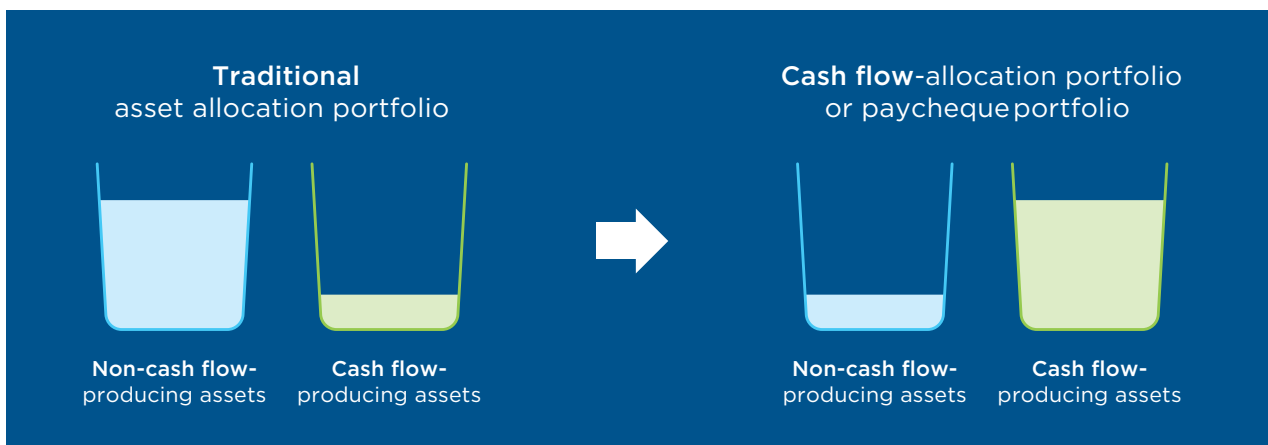 Traditional
asset allocation portfolio
Cash flow-allocation portfolio
or paycheque portfolio
Non-cash flow-
producing assets
Cash flow-
producing assets
Non-cash flow-
producing assets
Cash flow-
producing assets